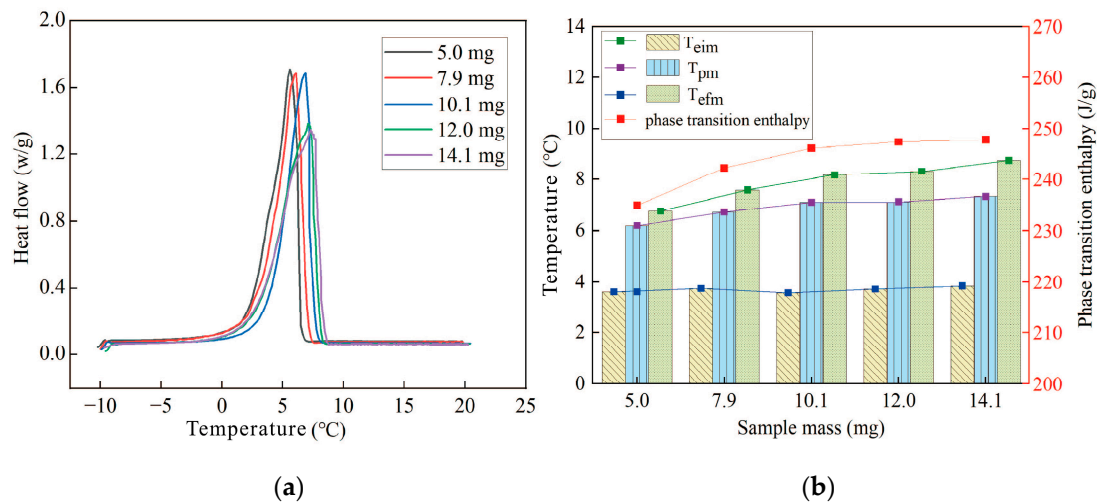 2.0
1.6
1.2
0.8
0.4
0.0
Heat flow (w/g)
5.0 mg
7.9 mg
10.1 mg
12.0 mg
14.1 mg
−10
−5
0
5
10
15
20
25
Temperature (℃)
(a)
14
12
10
8
6
4
2
0
Temperature (℃)
T_eim
T_pm
T_efm
phase transition enthalpy
270
260
250
240
230
220
210
200
Phase transition enthalpy (J/g)
5.0
7.9
10.1
12.0
14.1
Sample mass (mg)
(b)